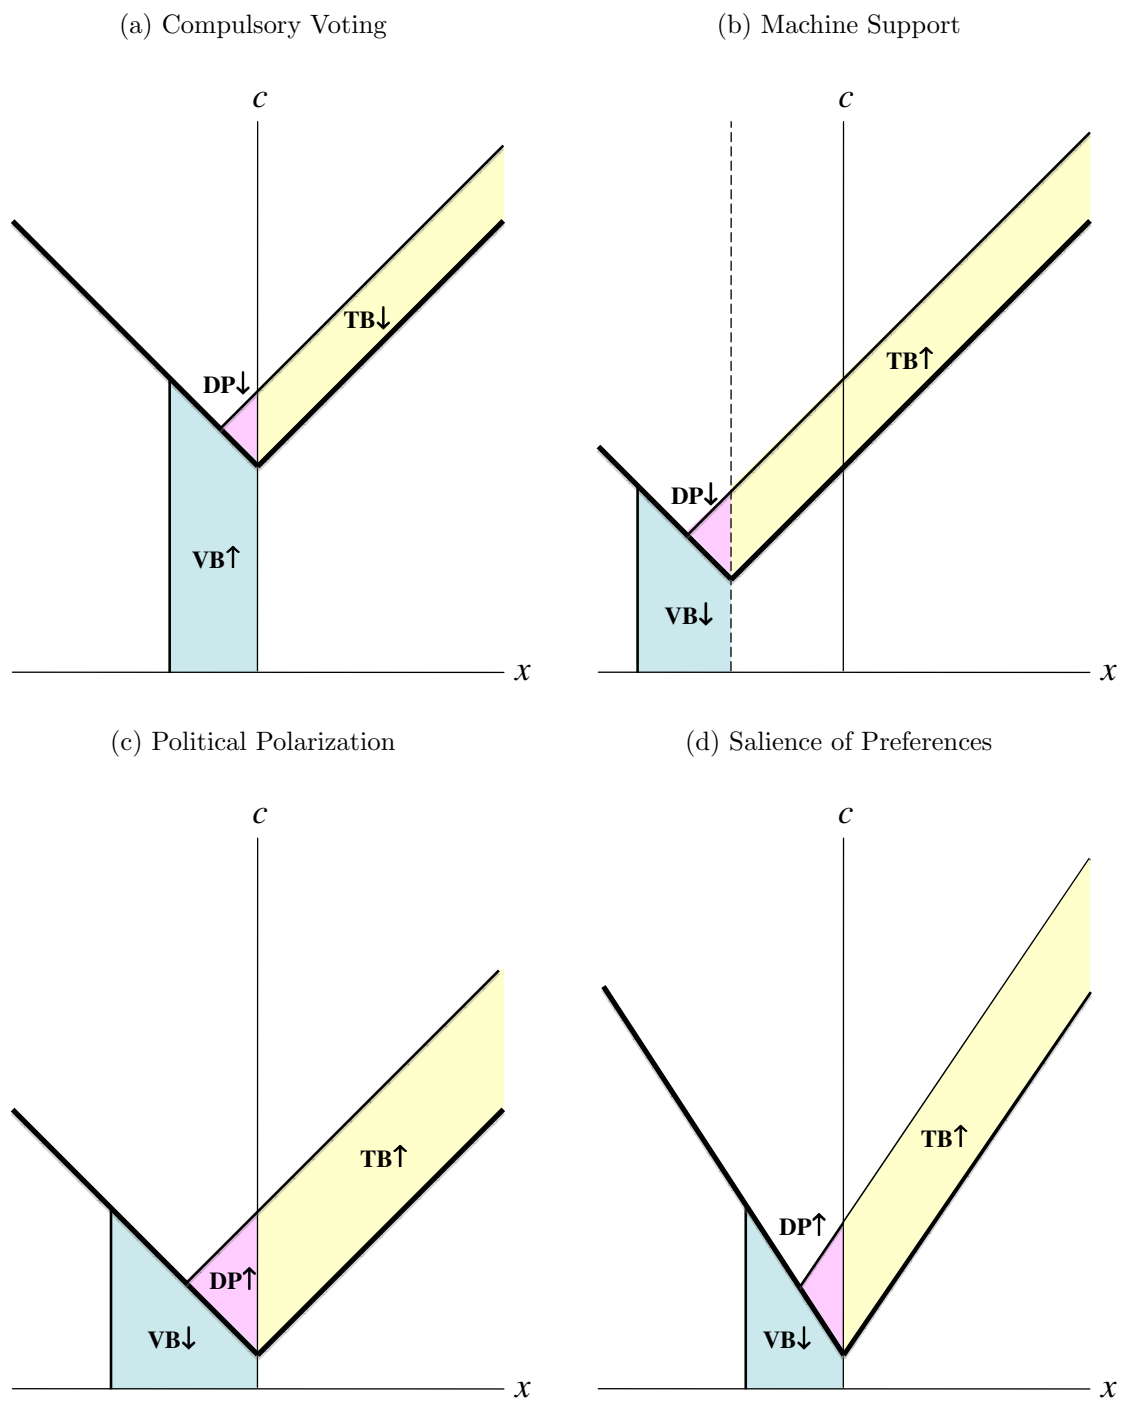 (a) Compulsory Voting
(b) Machine Support
c
c
TB↓
TB↑
DP↓
DP↓
VB↑
VB↓
x
x
(c) Political Polarization
(d) Salience of Preferences
c
c
TB↑
TB↑
DP↑
DP↑
VB↓
VB↓
x
x